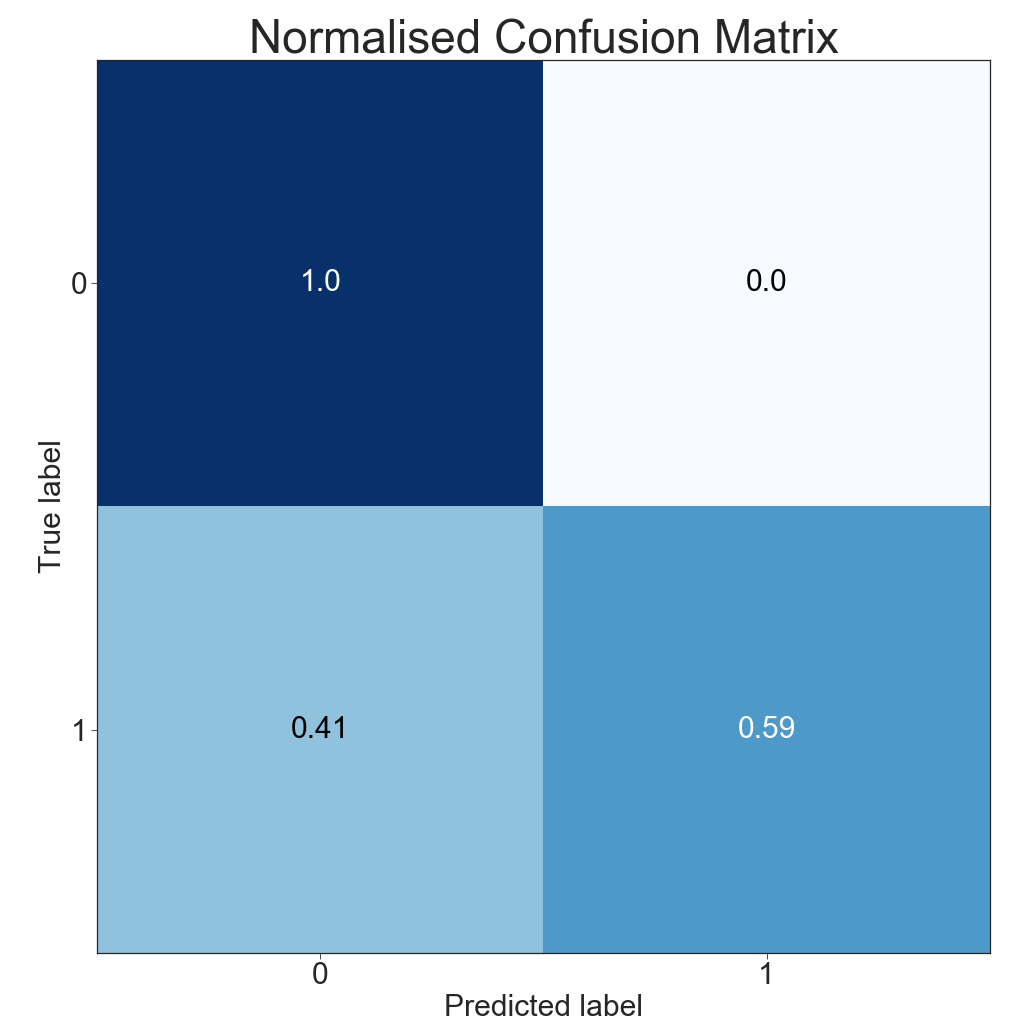 Normalised Confusion Matrix
0
1.0
0.0
True label
1
0.41
0.59
0
1
Predicted label